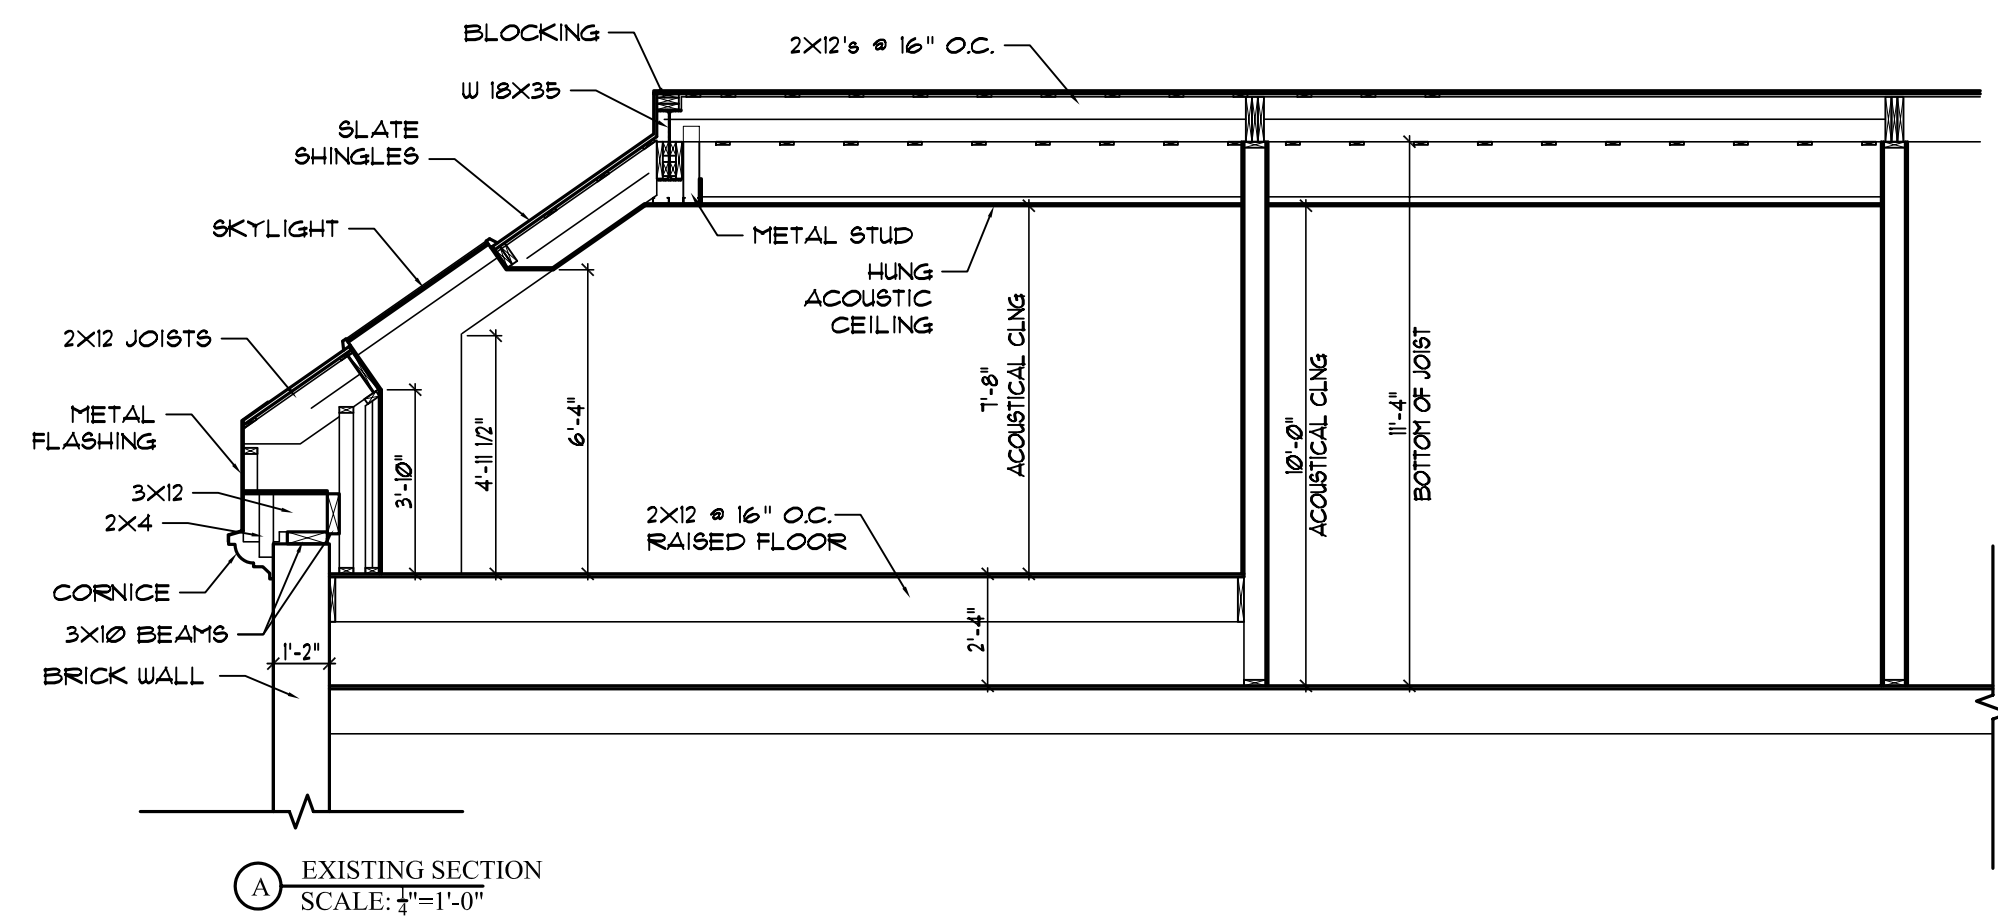 BLOCKING
2X12's @ 16" O.C.
W 18X35
SLATE
SHINGLES
SKYLIGHT
METAL STUD
HUNG
ACOUSTIC
CEILING
2X12 JOISTS
METAL
FLASHING
3X12
2X4
CORNICE
3X10 BEAMS
BRICK WALL
1'-2"
3'-10"
4'-11 1/2"
6'-4"
2X12 @ 16" O.C.
RAISED FLOOR
7'-8"
ACOUSTICAL CLNG
2'-4"
10'-0"
ACOUSTICAL CLNG
11'-4"
BOTTOM OF JOIST
A
EXISTING SECTION
SCALE: 1/4"=1'-0"